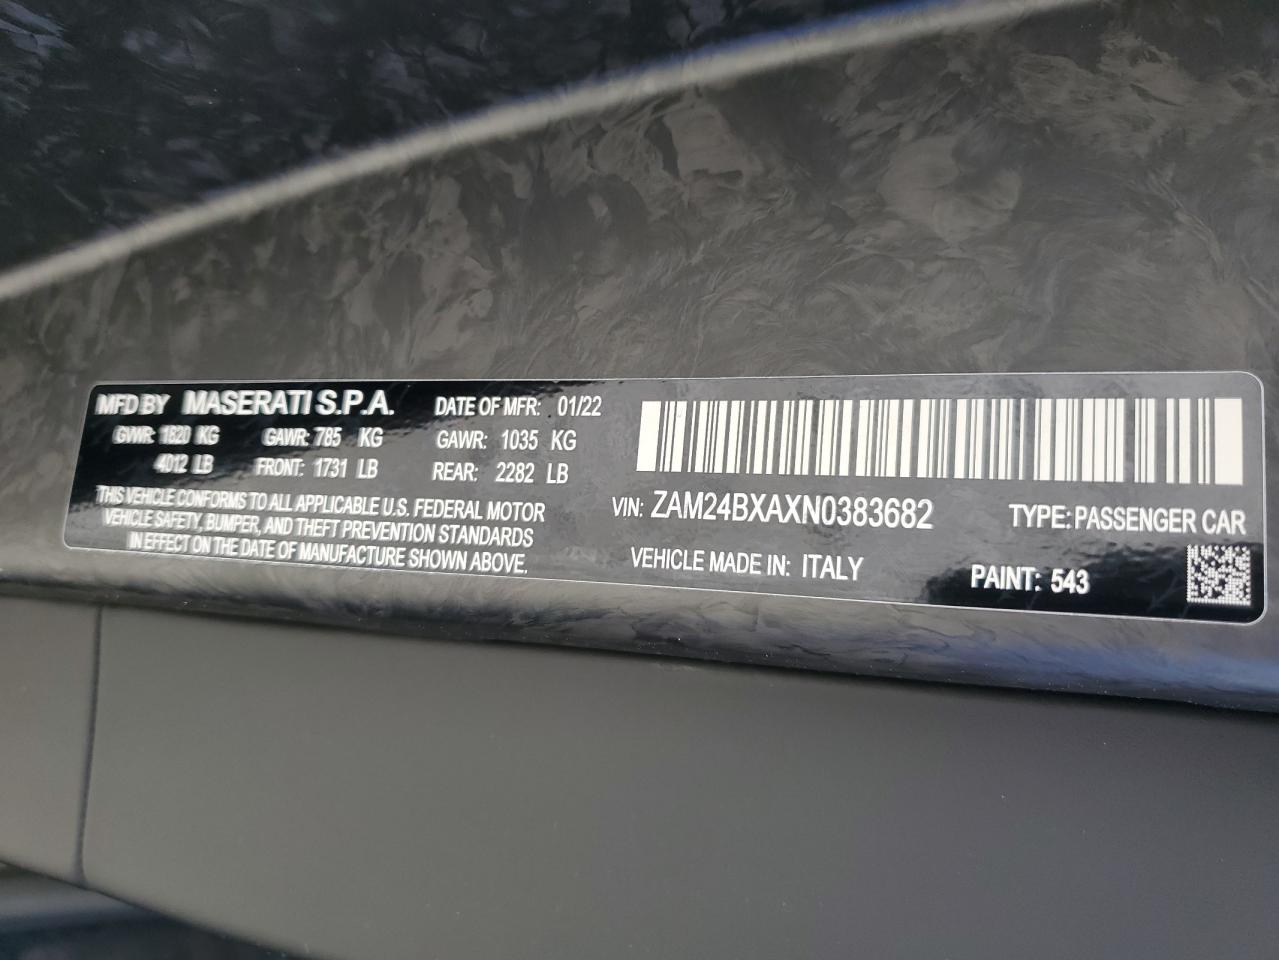 MFD BY MASERATI S.P.A. DATE OF MFR: 01/22
GWR: 1820 KG GAWR: 785 KG GAWR: 1035 KG
4012 LB FRONT: 1731 LB REAR: 2282 LB
THIS VEHICLE CONFORMS TO ALL APPLICABLE U.S. FEDERAL MOTOR
VEHICLE SAFETY, BUMPER, AND THEFT PREVENTION STANDARDS
IN EFFECT ON THE DATE OF MANUFACTURE SHOWN ABOVE.
VIN: ZAM24BXAXN0383682 TYPE: PASSENGER CAR
VEHICLE MADE IN: ITALY PAINT: 543